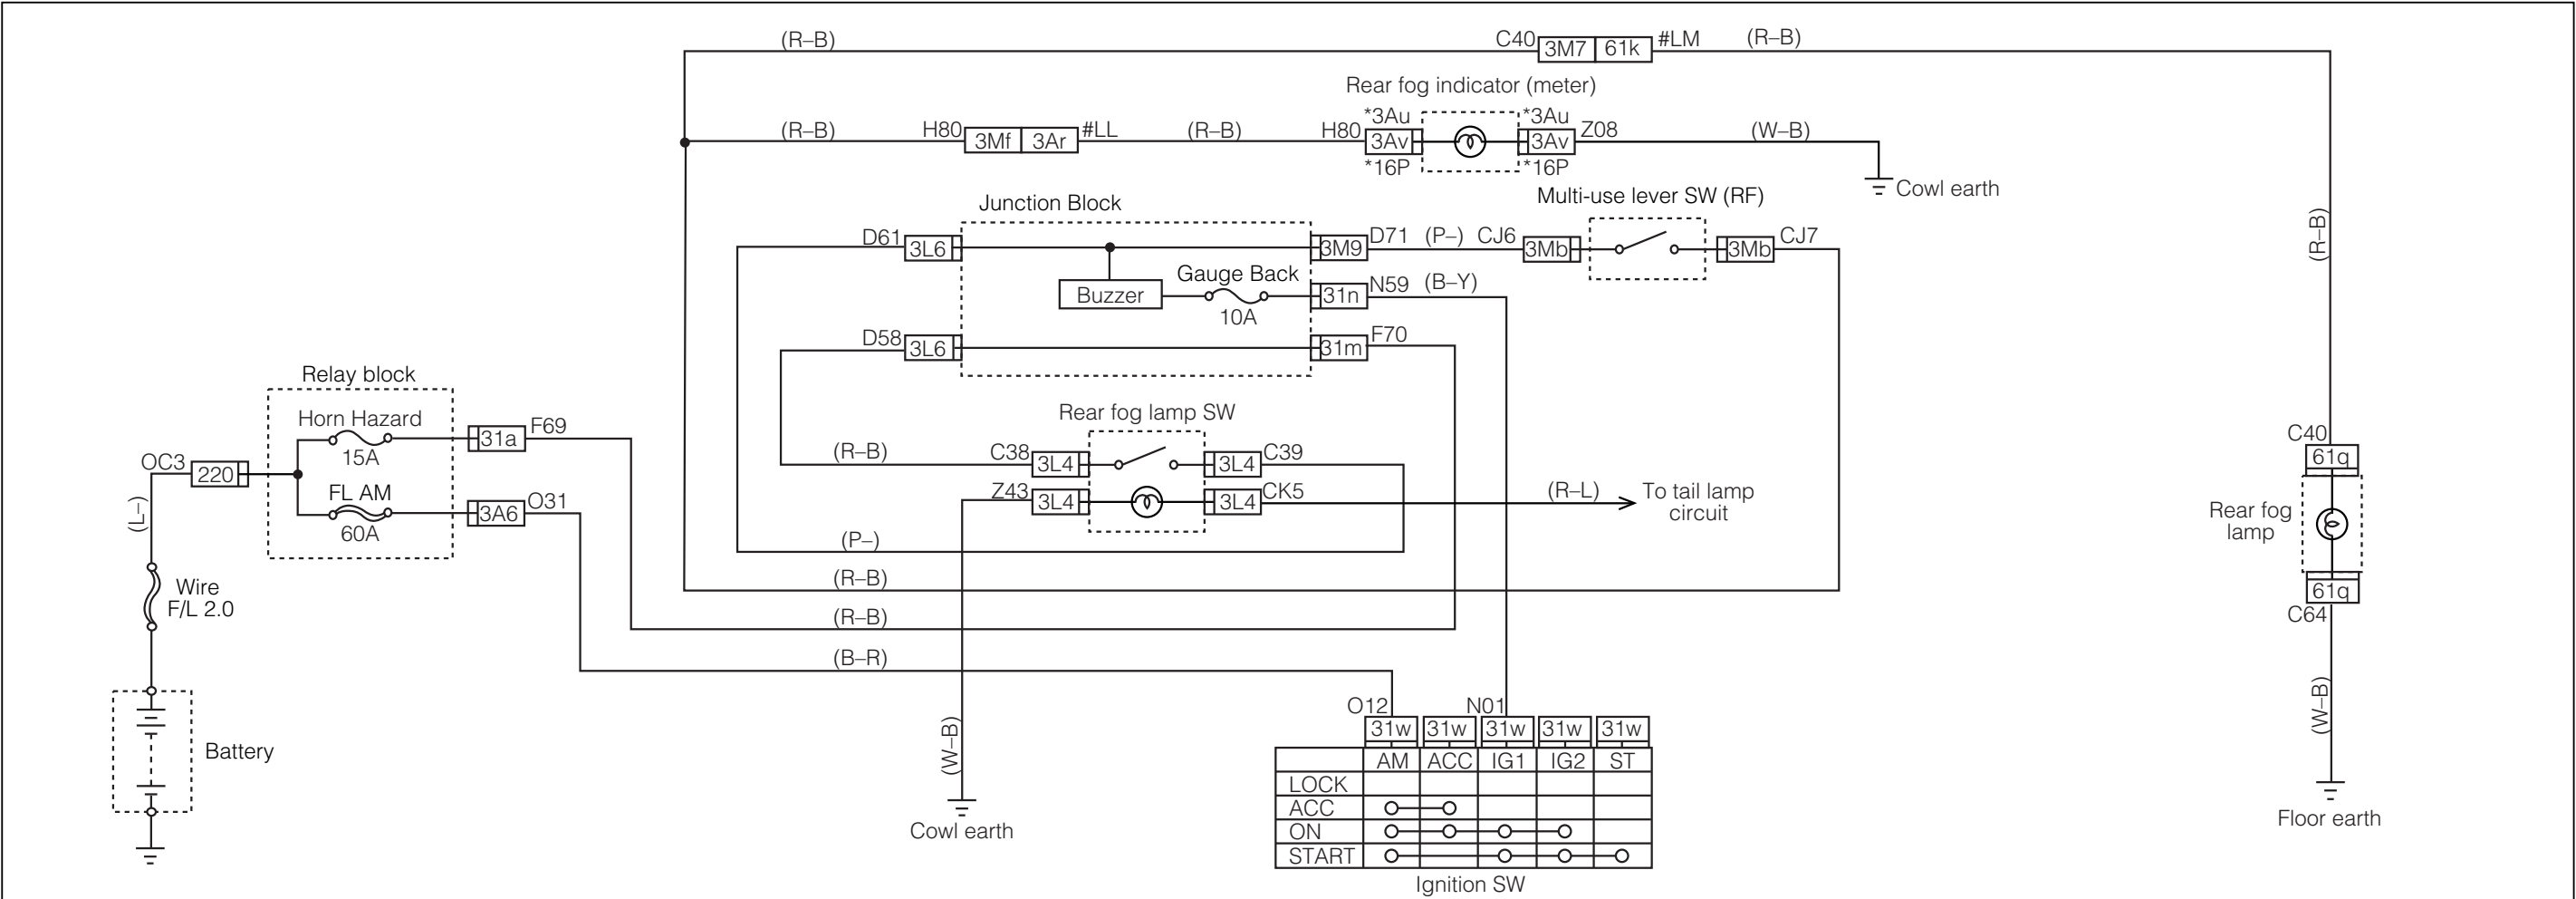 (R–B)
C40
3M7
61k
#LM
(R–B)
Rear fog indicator (meter)
*3Au
*3Au
(R–B)
H80
3Mf
3Ar
#LL
(R–B)
H80
3Av
3Av
Z08
(W–B)
*16P
*16P
Cowl earth
Junction Block
Multi-use lever SW (RF)
D61
3L6
3M9
D71
(P–)
CJ6
3Mb
3Mb
CJ7
(R–B)
Gauge Back
Buzzer
10A
31n
N59
(B–Y)
D58
3L6
31m
F70
Relay block
Horn Hazard
15A
31a
F69
Rear fog lamp SW
(R–B)
C38
3L4
3L4
C39
C40
61q
OC3
220
FL AM
60A
3A6
O31
Z43
3L4
3L4
CK5
(R–L)
To tail lamp
circuit
Rear fog
lamp
(L–)
(P–)
Wire
F/L 2.0
(R–B)
61q
C64
(R–B)
(B–R)
(W–B)
(W–B)
Battery
O12
N01
31w
31w
31w
31w
31w
AM
ACC
IG1
IG2
ST
LOCK
ACC
ON
START
Ignition SW
Cowl earth
Floor earth